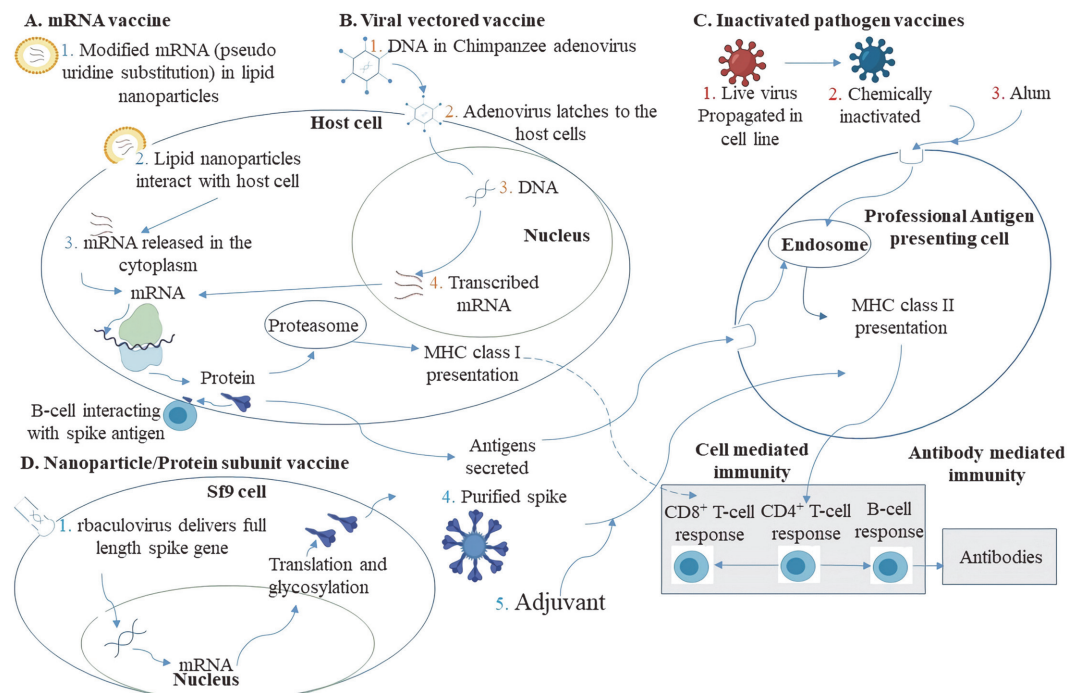 A. mRNA vaccine
1. Modified mRNA (pseudo
uridine substitution) in lipid
nanoparticles
Host cell
2. Lipid nanoparticles
interact with host cell
3. mRNA released in the
cytoplasm
mRNA
Proteasome
Protein
MHC class I
presentation
B-cell interacting
with spike antigen
Antigens
secreted
B. Viral vectored vaccine
1. DNA in Chimpanzee adenovirus
2. Adenovirus latches to the
host cells
3. DNA
Nucleus
4. Transcribed
mRNA
C. Inactivated pathogen vaccines
1. Live virus
Propagated in
cell line
2. Chemically
inactivated
3. Alum
Professional Antigen
presenting cell
Endosome
MHC class II
presentation
D. Nanoparticle/Protein subunit vaccine
Sf9 cell
1. rbaculovirus delivers full
length spike gene
Translation and
glycosylation
mRNA
Nucleus
4. Purified spike
5. Adjuvant
Cell mediated
immunity
Antibody mediated
immunity
CD8+ T-cell
response
CD4+ T-cell
response
B-cell
response
Antibodies